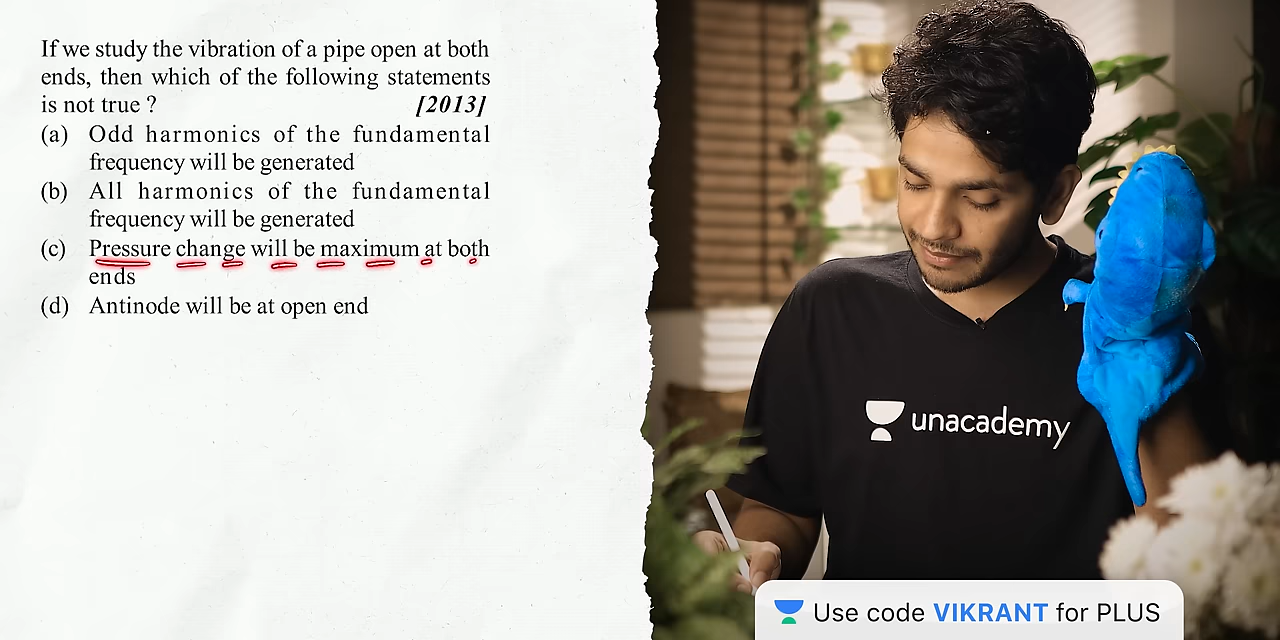 If we study the vibration of a pipe open at both
ends, then which of the following statements
is not true ? [2013]
(a) Odd harmonics of the fundamental
frequency will be generated
(b) All harmonics of the fundamental
frequency will be generated
(c) Pressure change will be maximum at both
ends
(d) Antinode will be at open end
unacademy
Use code VIKRANT for PLUS